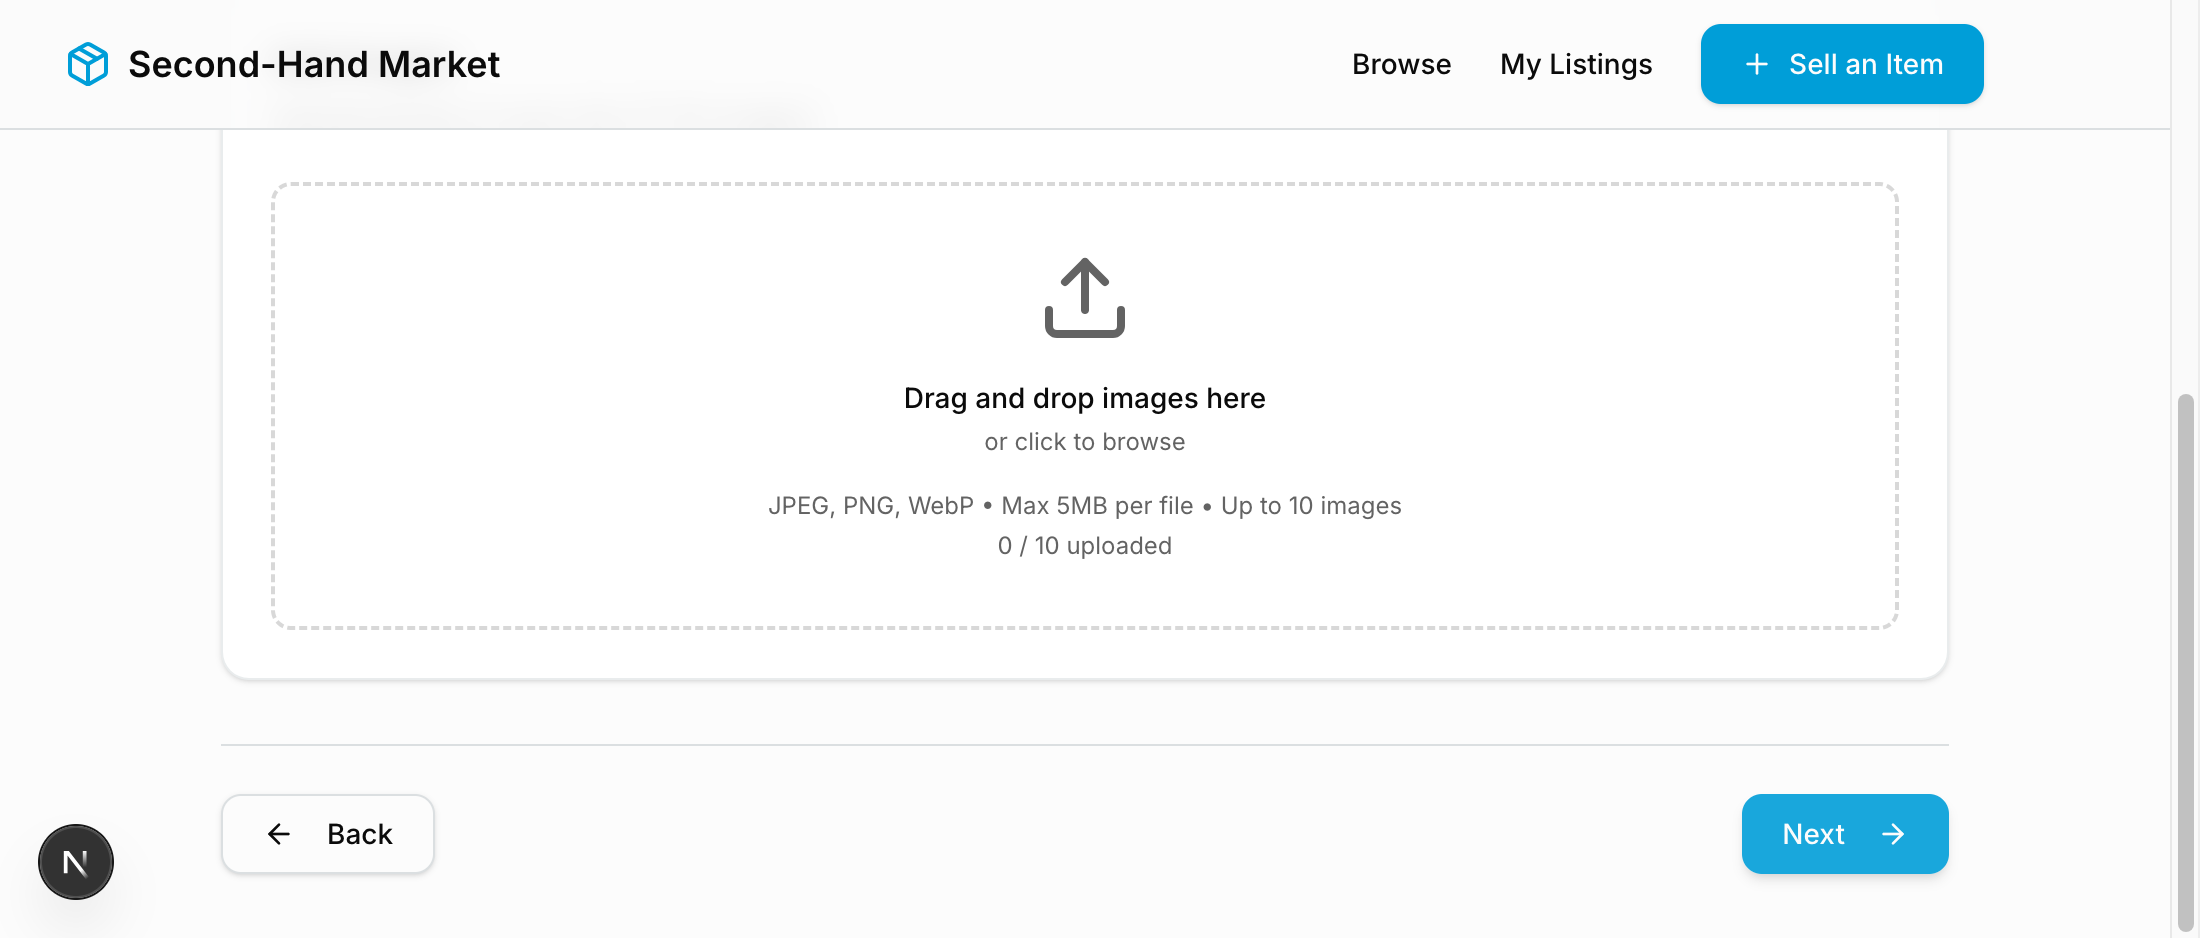 Second-Hand Market
Browse
My Listings
+ Sell an Item
Drag and drop images here
or click to browse
JPEG, PNG, WebP • Max 5MB per file • Up to 10 images
0 / 10 uploaded
← Back
Next →
N